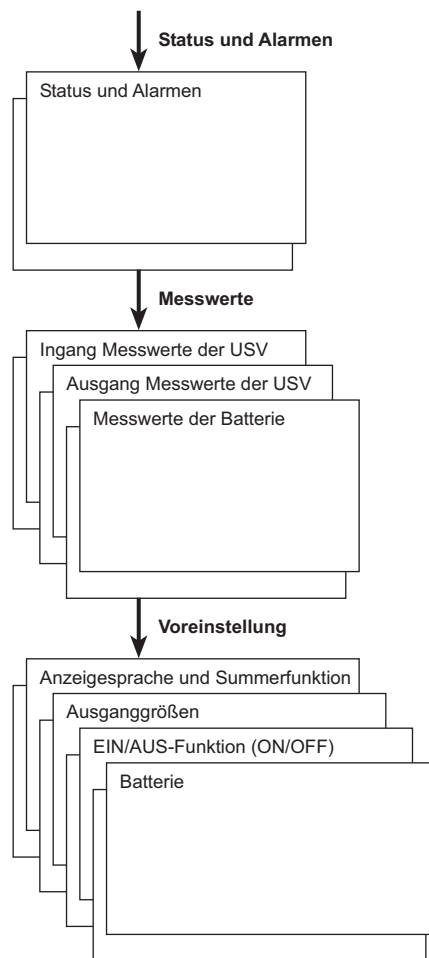 Status und Alarmen
Status und Alarmen
Messwerte
Ingang Messwerte der USV
Ausgang Messwerte der USV
Messwerte der Batterie
Voreinstellung
Anzeigesprache und Summerfunktion
Ausganggrößen
EIN/AUS-Funktion (ON/OFF)
Batterie